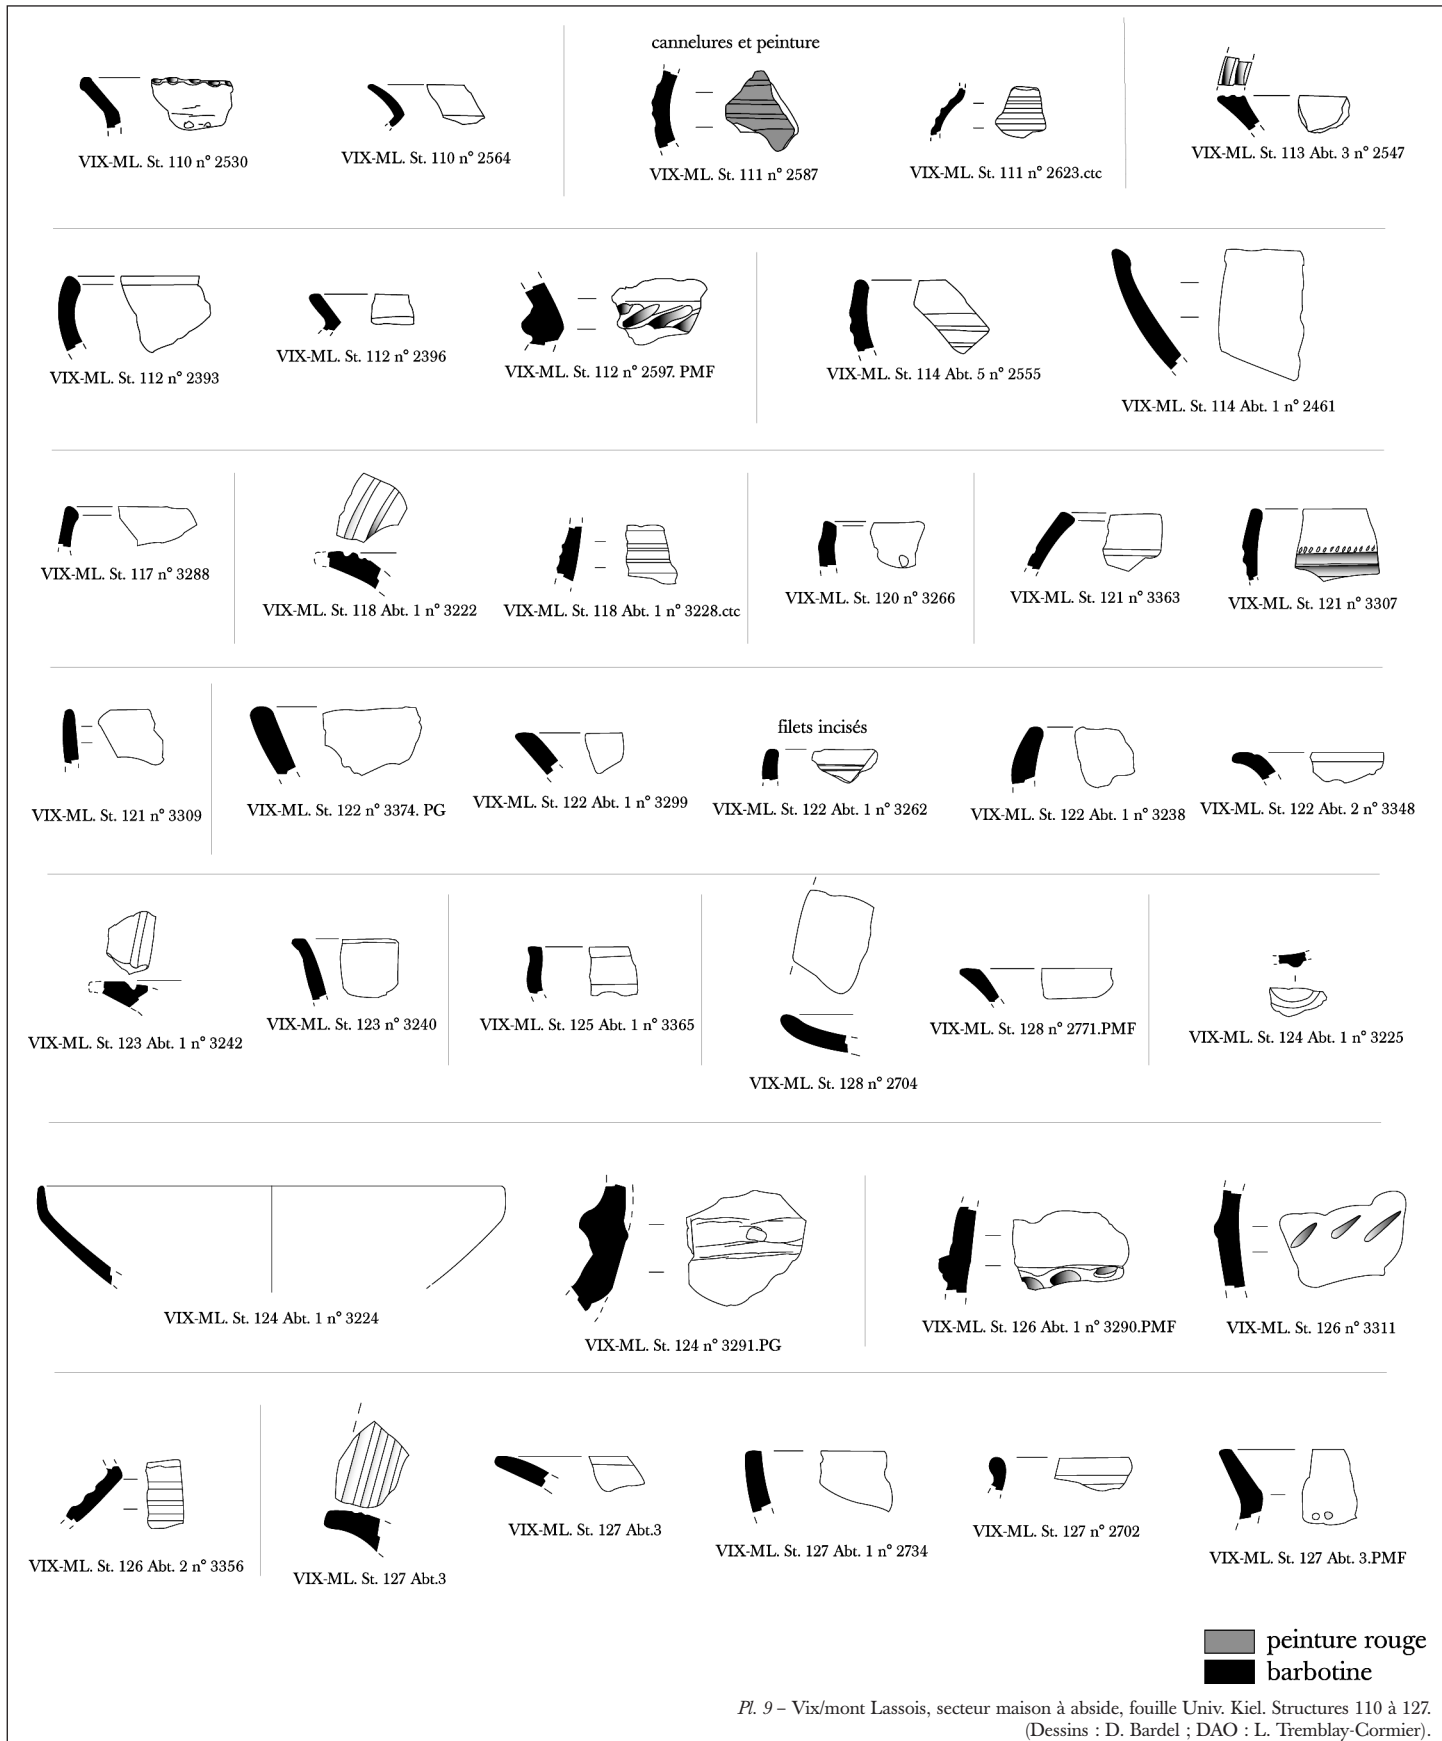 cannelures et peinture
VIX-ML. St. 110 n° 2530
VIX-ML. St. 110 n° 2564
VIX-ML. St. 111 n° 2587
VIX-ML. St. 111 n° 2623.ctc
VIX-ML. St. 113 Abt. 3 n° 2547
VIX-ML. St. 112 n° 2393
VIX-ML. St. 112 n° 2396
VIX-ML. St. 112 n° 2597. PMF
VIX-ML. St. 114 Abt. 5 n° 2555
VIX-ML. St. 114 Abt. 1 n° 2461
VIX-ML. St. 117 n° 3288
VIX-ML. St. 118 Abt. 1 n° 3222
VIX-ML. St. 118 Abt. 1 n° 3228.ctc
VIX-ML. St. 120 n° 3266
VIX-ML. St. 121 n° 3363
VIX-ML. St. 121 n° 3307
filets incisés
VIX-ML. St. 121 n° 3309
VIX-ML. St. 122 n° 3374. PG
VIX-ML. St. 122 Abt. 1 n° 3299
VIX-ML. St. 122 Abt. 1 n° 3262
VIX-ML. St. 122 Abt. 1 n° 3238
VIX-ML. St. 122 Abt. 2 n° 3348
VIX-ML. St. 123 Abt. 1 n° 3242
VIX-ML. St. 123 n° 3240
VIX-ML. St. 125 Abt. 1 n° 3365
VIX-ML. St. 128 n° 2704
VIX-ML. St. 128 n° 2771.PMF
VIX-ML. St. 124 Abt. 1 n° 3225
VIX-ML. St. 124 Abt. 1 n° 3224
VIX-ML. St. 124 n° 3291.PG
VIX-ML. St. 126 Abt. 1 n° 3290.PMF
VIX-ML. St. 126 n° 3311
VIX-ML. St. 126 Abt. 2 n° 3356
VIX-ML. St. 127 Abt.3
VIX-ML. St. 127 Abt.3
VIX-ML. St. 127 Abt. 1 n° 2734
VIX-ML. St. 127 n° 2702
VIX-ML. St. 127 Abt. 3.PMF
peinture rouge
barbotine
Pl. 9 – Vix/mont Lassois, secteur maison à abside, fouille Univ. Kiel. Structures 110 à 127.
(Dessins : D. Bardel ; DAO : L. Tremblay-Cormier).